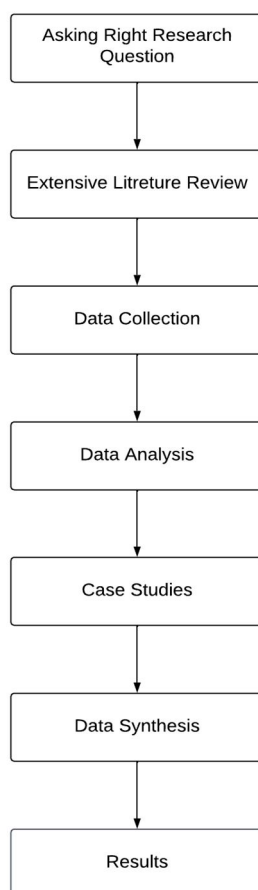 Asking Right Research
Question
Extensive Litreture Review
Data Collection
Data Analysis
Case Studies
Data Synthesis
Results